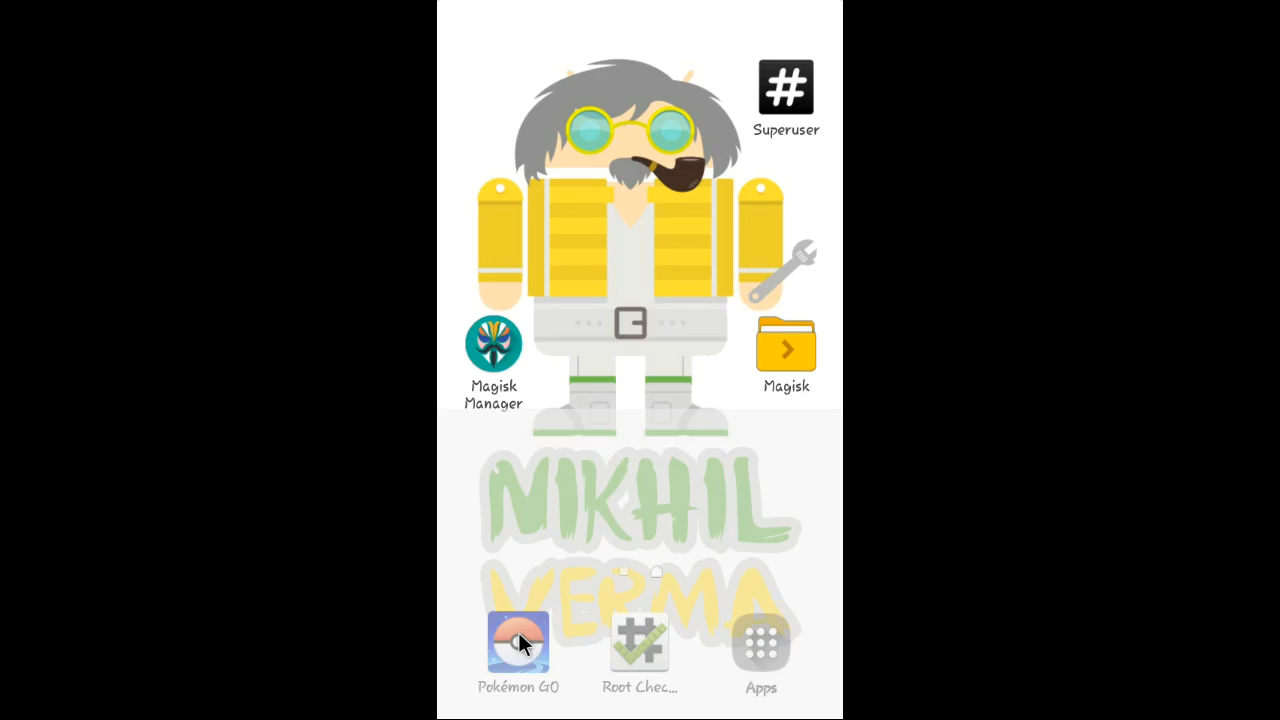 Superuser
Magisk
Manager
Magisk
NIKHIL
VERMA
Pokémon GO
Root Chec...
Apps